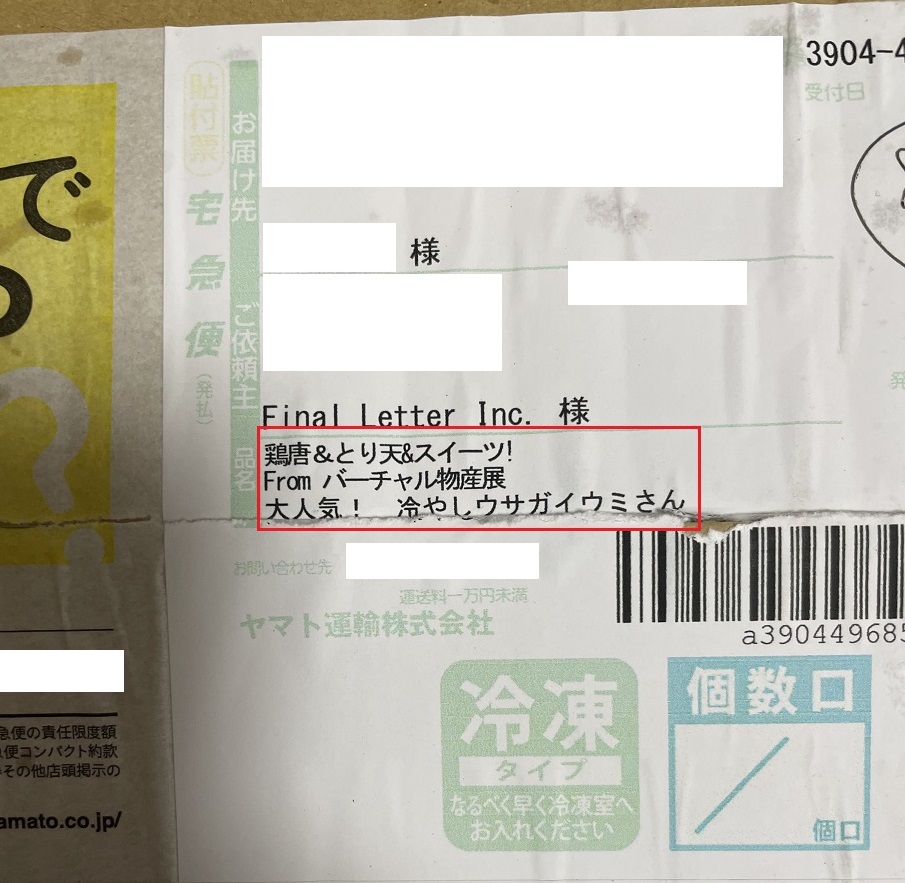 で
?
貼付票
宅急便
(発払)
お届け先
3904-4
受付日
様
ご依頼主
Final Letter Inc. 様
品名
鶏唐&とり天&スイーツ!
From バーチャル物産展
大人気! 冷やしウサガイウミさん
お問い合わせ先
運送料一万円未満
ヤマト運輸株式会社
a390449685
冷凍
タイプ
なるべく早く冷凍室へ
お入れください
個数口
個口
急便の責任限度額
便コンパクト約款
その他店頭掲示の
amato.co.jp/